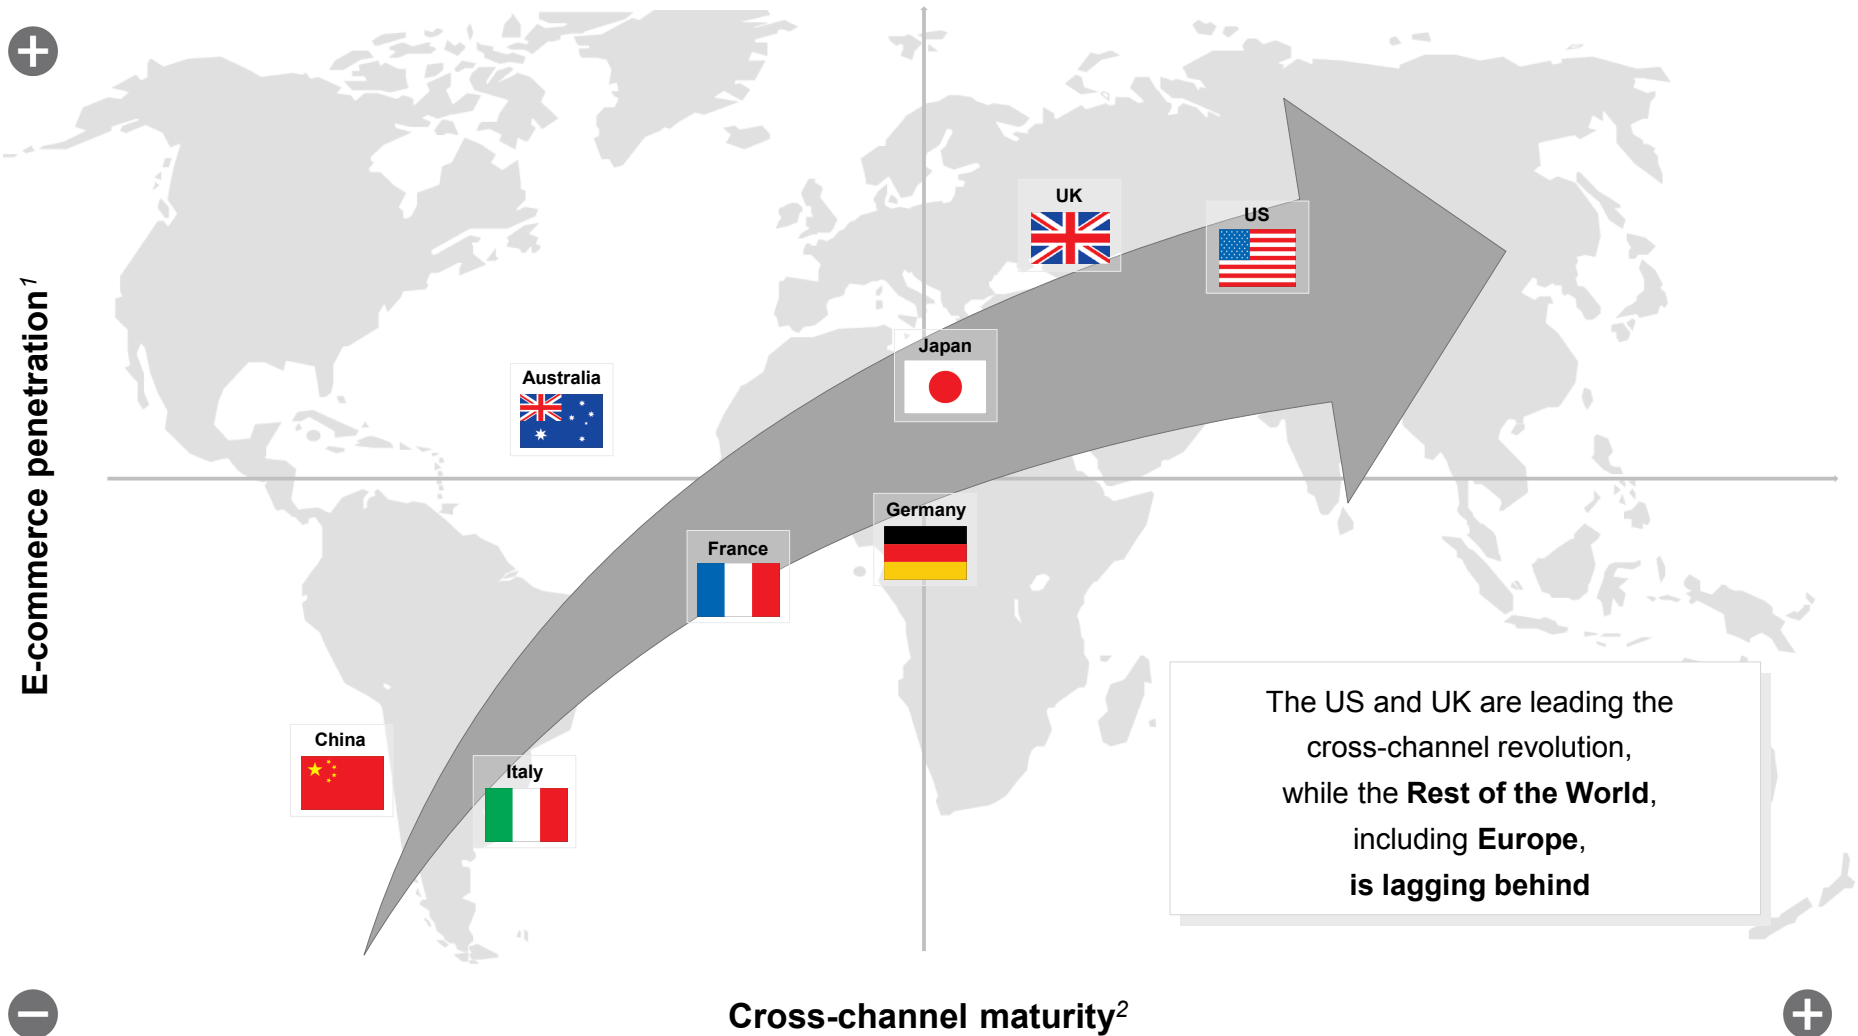 E-commerce penetration1
UK
US
Japan
Australia
Germany
France
China
Italy
The US and UK are leading the
cross-channel revolution,
while the Rest of the World,
including Europe,
is lagging behind
Cross-channel maturity2